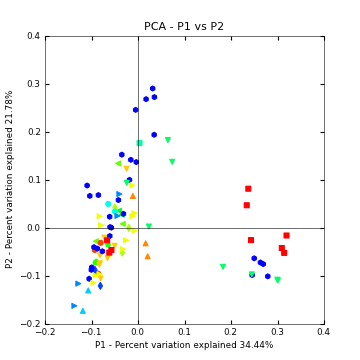 PCA - P1 vs P2
P2 - Percent variation explained 21.78%
0.4
0.3
0.2
0.1
0.0
−0.1
−0.2
−0.2 −0.1 0.0 0.1 0.2 0.3 0.4
P1 - Percent variation explained 34.44%